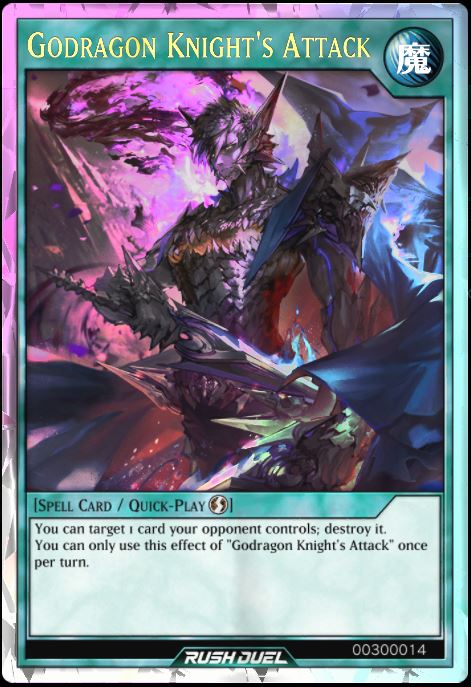 Godragon Knight's Attack
魔
[Spell Card / Quick-Play]
You can target 1 card your opponent controls; destroy it.
You can only use this effect of "Godragon Knight's Attack" once
per turn.
00300014
RUSH DUEL